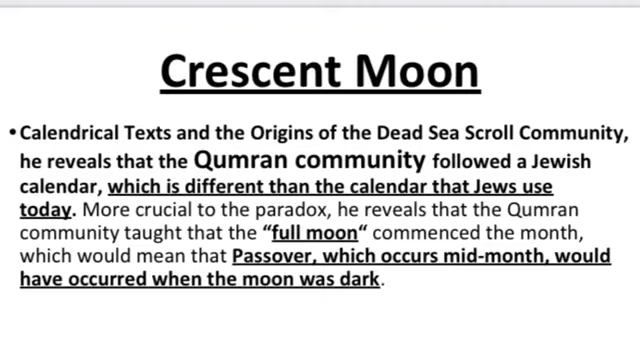 Crescent Moon
• Calendrical Texts and the Origins of the Dead Sea Scroll Community,
he reveals that the Qumran community followed a Jewish
calendar, which is different than the calendar that Jews use
today. More crucial to the paradox, he reveals that the Qumran
community taught that the “full moon“ commenced the month,
which would mean that Passover, which occurs mid-month, would
have occurred when the moon was dark.